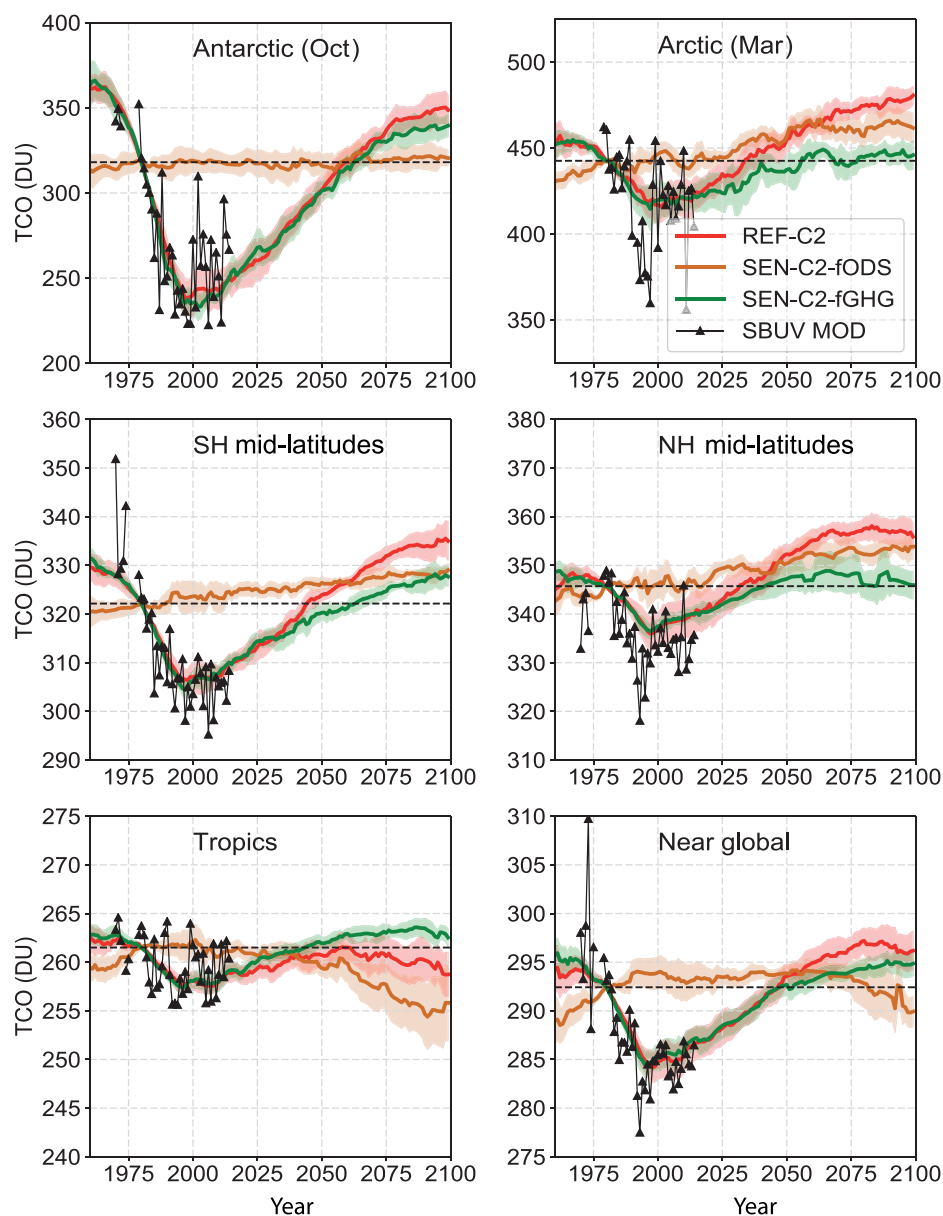 Antarctic (Oct)
TCO (DU)
400
350
300
250
200
1975 2000 2025 2050 2075 2100
Arctic (Mar)
500
450
400
350
REF-C2
SEN-C2-fODS
SEN-C2-fGHG
SBUV MOD
1975 2000 2025 2050 2075 2100
SH mid-latitudes
TCO (DU)
360
350
340
330
320
310
300
290
1975 2000 2025 2050 2075 2100
NH mid-latitudes
380
370
360
350
340
330
320
310
1975 2000 2025 2050 2075 2100
Tropics
TCO (DU)
275
270
265
260
255
250
245
240
1975 2000 2025 2050 2075 2100
Year
Near global
310
305
300
295
290
285
280
275
1975 2000 2025 2050 2075 2100
Year